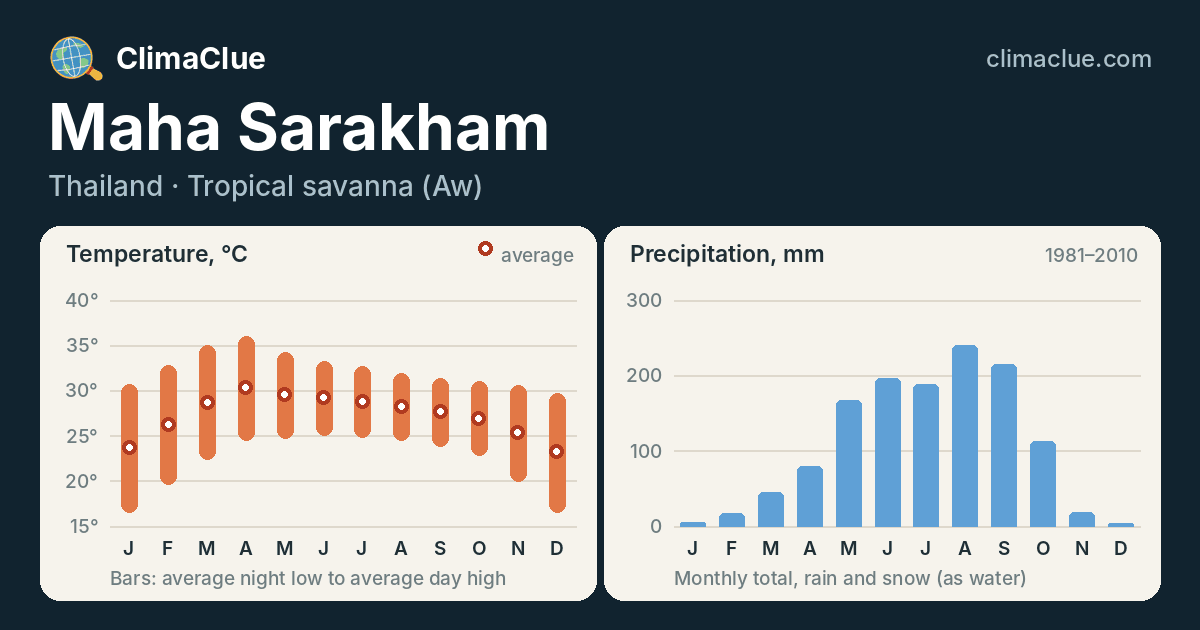 ClimaClue
climaclue.com
Maha Sarakham
Thailand · Tropical savanna (Aw)
Temperature, °C
average
40°
35°
30°
25°
20°
15°
J F M A M J J A S O N D
Bars: average night low to average day high
Precipitation, mm
1981–2010
300
200
100
0
J F M A M J J A S O N D
Monthly total, rain and snow (as water)